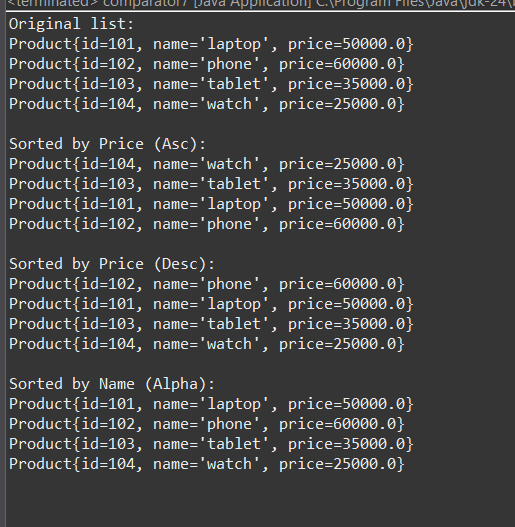 <terminated> comparator7 [Java Application] C:\Program Files\Java\jdk-24\
Original list:
Product{id=101, name='laptop', price=50000.0}
Product{id=102, name='phone', price=60000.0}
Product{id=103, name='tablet', price=35000.0}
Product{id=104, name='watch', price=25000.0}
Sorted by Price (Asc):
Product{id=104, name='watch', price=25000.0}
Product{id=103, name='tablet', price=35000.0}
Product{id=101, name='laptop', price=50000.0}
Product{id=102, name='phone', price=60000.0}
Sorted by Price (Desc):
Product{id=102, name='phone', price=60000.0}
Product{id=101, name='laptop', price=50000.0}
Product{id=103, name='tablet', price=35000.0}
Product{id=104, name='watch', price=25000.0}
Sorted by Name (Alpha):
Product{id=101, name='laptop', price=50000.0}
Product{id=102, name='phone', price=60000.0}
Product{id=103, name='tablet', price=35000.0}
Product{id=104, name='watch', price=25000.0}